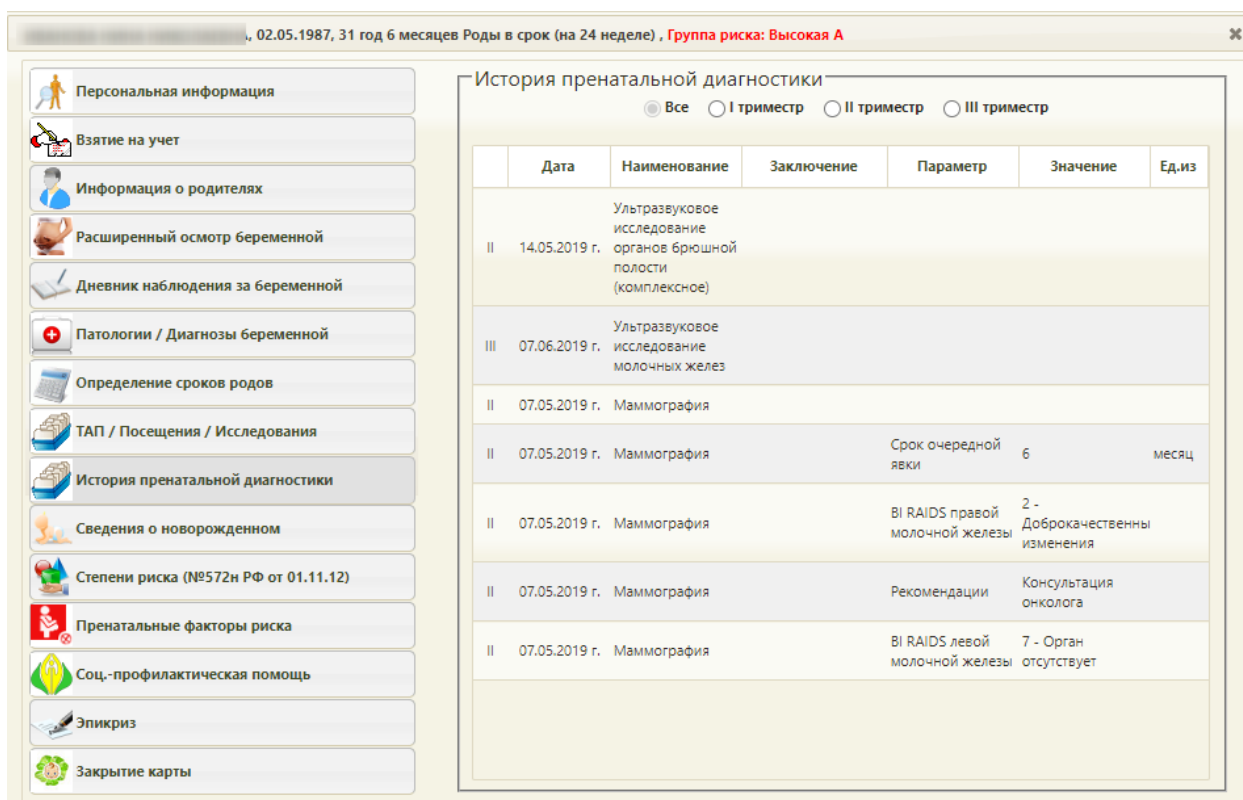 , 02.05.1987, 31 год 6 месяцев Роды в срок (на 24 неделе) , Группа риска: Высокая А
Персональная информация
Взятие на учет
Информация о родителях
Расширенный осмотр беременной
Дневник наблюдения за беременной
Патологии / Диагнозы беременной
Определение сроков родов
ТАП / Посещения / Исследования
История пренатальной диагностики
Сведения о новорожденном
Степени риска (№572н РФ от 01.11.12)
Пренатальные факторы риска
Соц.-профилактическая помощь
Эпикриз
Закрытие карты
История пренатальной диагностики
Все I триместр II триместр III триместр
Дата Наименование Заключение Параметр Значение Ед.из
Ультразвуковое
исследование
II 14.05.2019 г. органов брюшной
полости
(комплексное)
Ультразвуковое
III 07.06.2019 г. исследование
молочных желез
II 07.05.2019 г. Маммография
II 07.05.2019 г. Маммография Срок очередной явки 6 месяц
II 07.05.2019 г. Маммография BI RAIDS правой молочной железы 2 - Доброкачественны изменения
II 07.05.2019 г. Маммография Рекомендации Консультация онколога
II 07.05.2019 г. Маммография BI RAIDS левой молочной железы 7 - Орган отсутствует